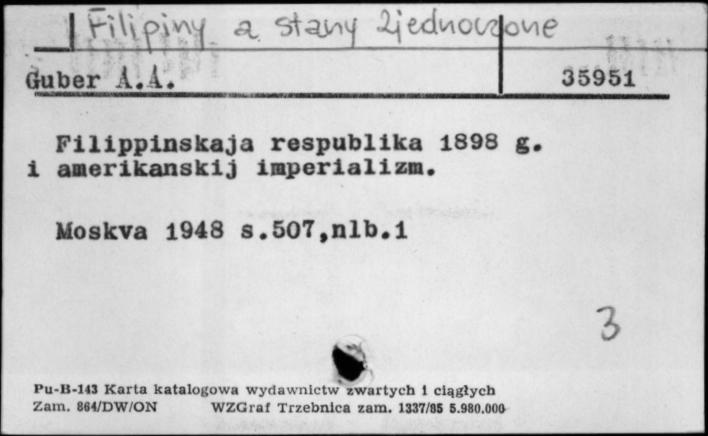 Filipiny a Stany Zjednoczone
Guber A.A. 35951
Filippinskaja respublika 1898 g.
i amerikanskij imperializm.
Moskva 1948 s.507,nlb.1
3
Pu-B-143 Karta katalogowa wydawnictw zwartych i ciągłych
Zam. 864/DW/ON WZGraf Trzebnica zam. 1337/85 5.980.000